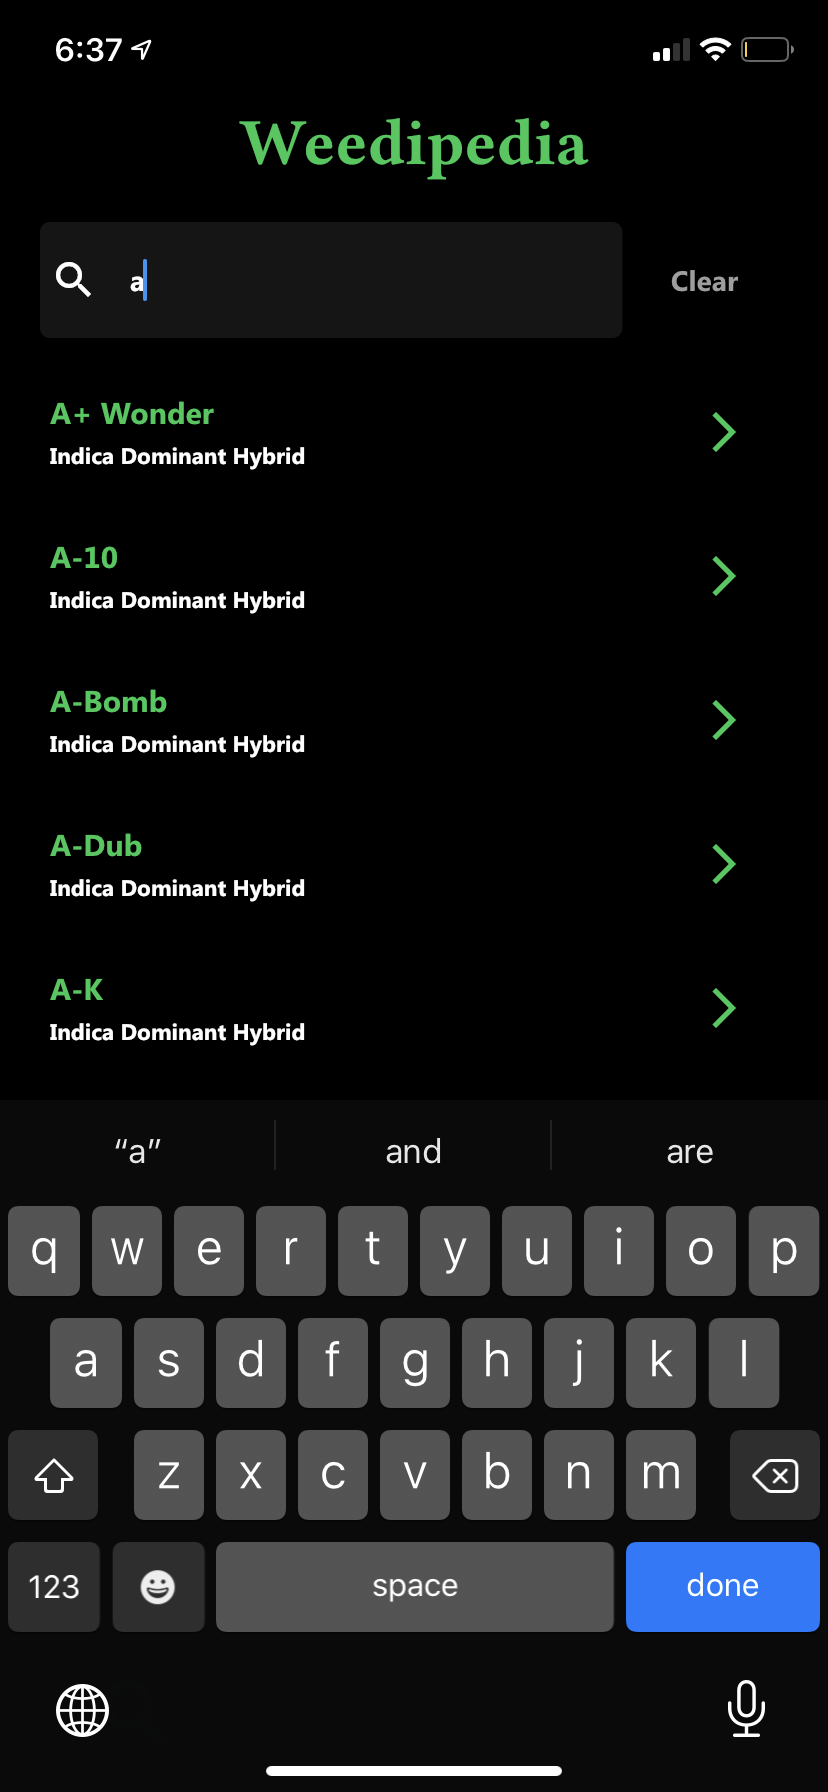 6:37
Weedipedia
a
Clear
A+ Wonder
Indica Dominant Hybrid
A-10
Indica Dominant Hybrid
A-Bomb
Indica Dominant Hybrid
A-Dub
Indica Dominant Hybrid
A-K
Indica Dominant Hybrid
“a” and are
q w e r t y u i o p
a s d f g h j k l
z x c v b n m
123 space done